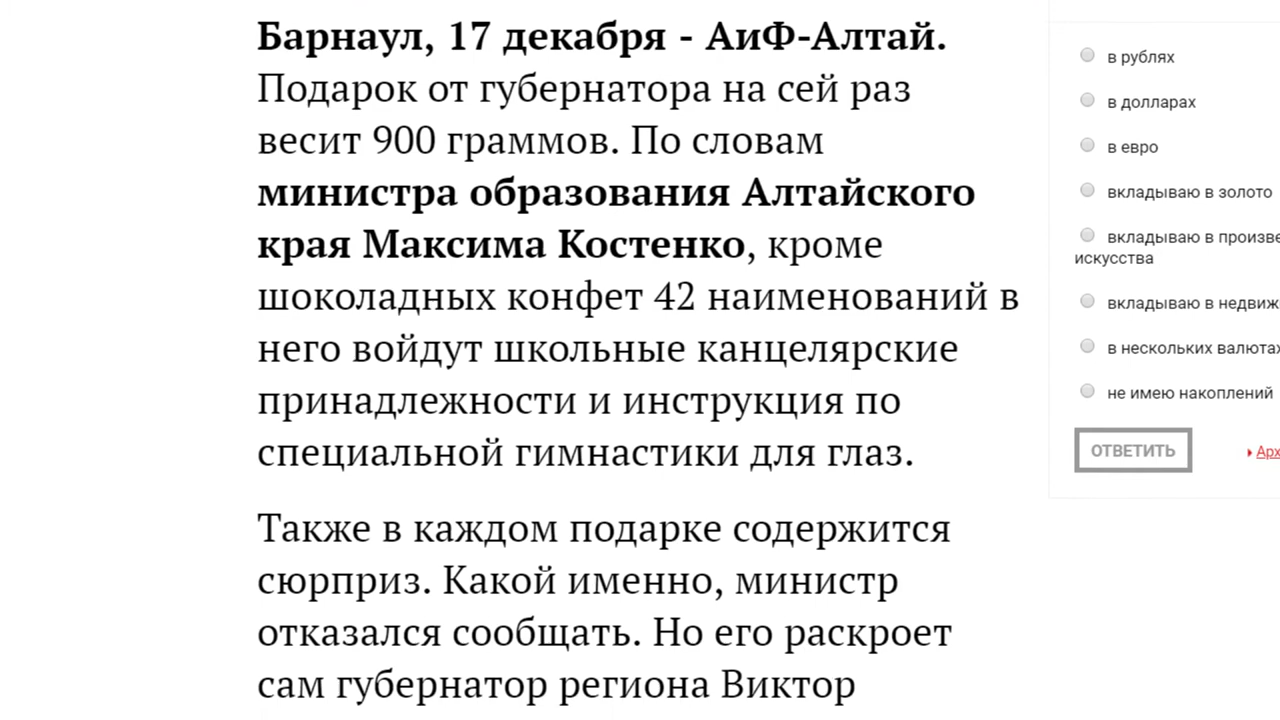 Барнаул, 17 декабря - АиФ-Алтай.
Подарок от губернатора на сей раз
весит 900 граммов. По словам
министра образования Алтайского
края Максима Костенко, кроме
шоколадных конфет 42 наименований в
него войдут школьные канцелярские
принадлежности и инструкция по
специальной гимнастики для глаз.
Также в каждом подарке содержится
сюрприз. Какой именно, министр
отказался сообщать. Но его раскроет
сам губернатор региона Виктор
в рублях
в долларах
в евро
вкладываю в золото
вкладываю в
искусства
вкладываю в
в нескольких
не имею накоплений
ОТВЕТИТЬ